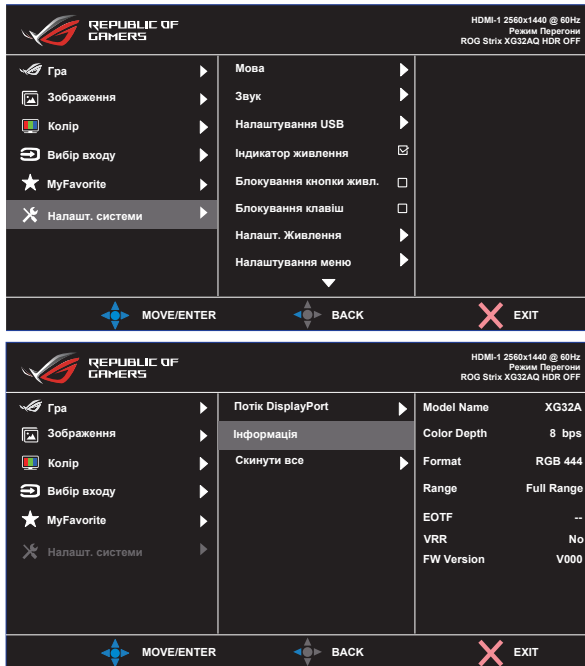 REPUBLIC OF
GAMERS
HDMI-1 2560x1440 @ 60Hz
Режим Перегони
ROG Strix XG32AQ HDR OFF
Гра
Зображення
Колір
Вибір входу
MyFavorite
Налашт. системи
Мова
Звук
Налаштування USB
Індикатор живлення
Блокування кнопки живл.
Блокування клавіш
Налашт. Живлення
Налаштування меню
MOVE/ENTER
BACK
EXIT
REPUBLIC OF
GAMERS
HDMI-1 2560x1440 @ 60Hz
Режим Перегони
ROG Strix XG32AQ HDR OFF
Гра
Зображення
Колір
Вибір входу
MyFavorite
Налашт. системи
Потік DisplayPort
Інформація
Скинути все
Model Name XG32A
Color Depth 8 bps
Format RGB 444
Range Full Range
EOTF --
VRR No
FW Version V000
MOVE/ENTER
BACK
EXIT